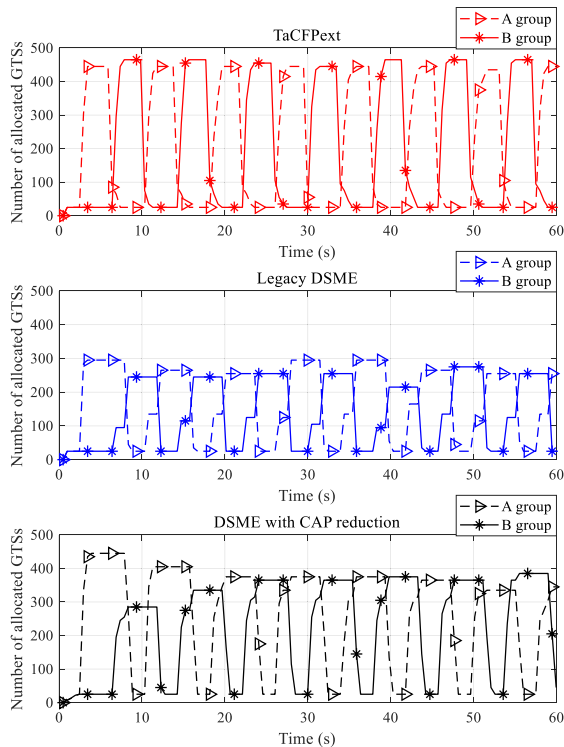 TaCFPext
A group
B group
Number of allocated GTSs
500
400
300
200
100
0
0 10 20 30 40 50 60
Time (s)
Legacy DSME
A group
B group
Number of allocated GTSs
500
400
300
200
100
0
0 10 20 30 40 50 60
Time (s)
DSME with CAP reduction
A group
B group
Number of allocated GTSs
500
400
300
200
100
0
0 10 20 30 40 50 60
Time (s)